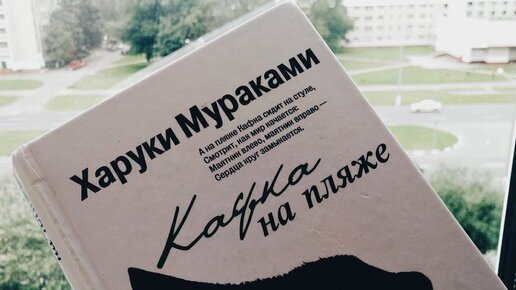 Харуки Мураками
А на пляже Кафка сидит на стуле,
Смотрит, как мир качается:
Маятник влево, маятник вправо —
Сердца круг замыкается.
Кафка
на пляже